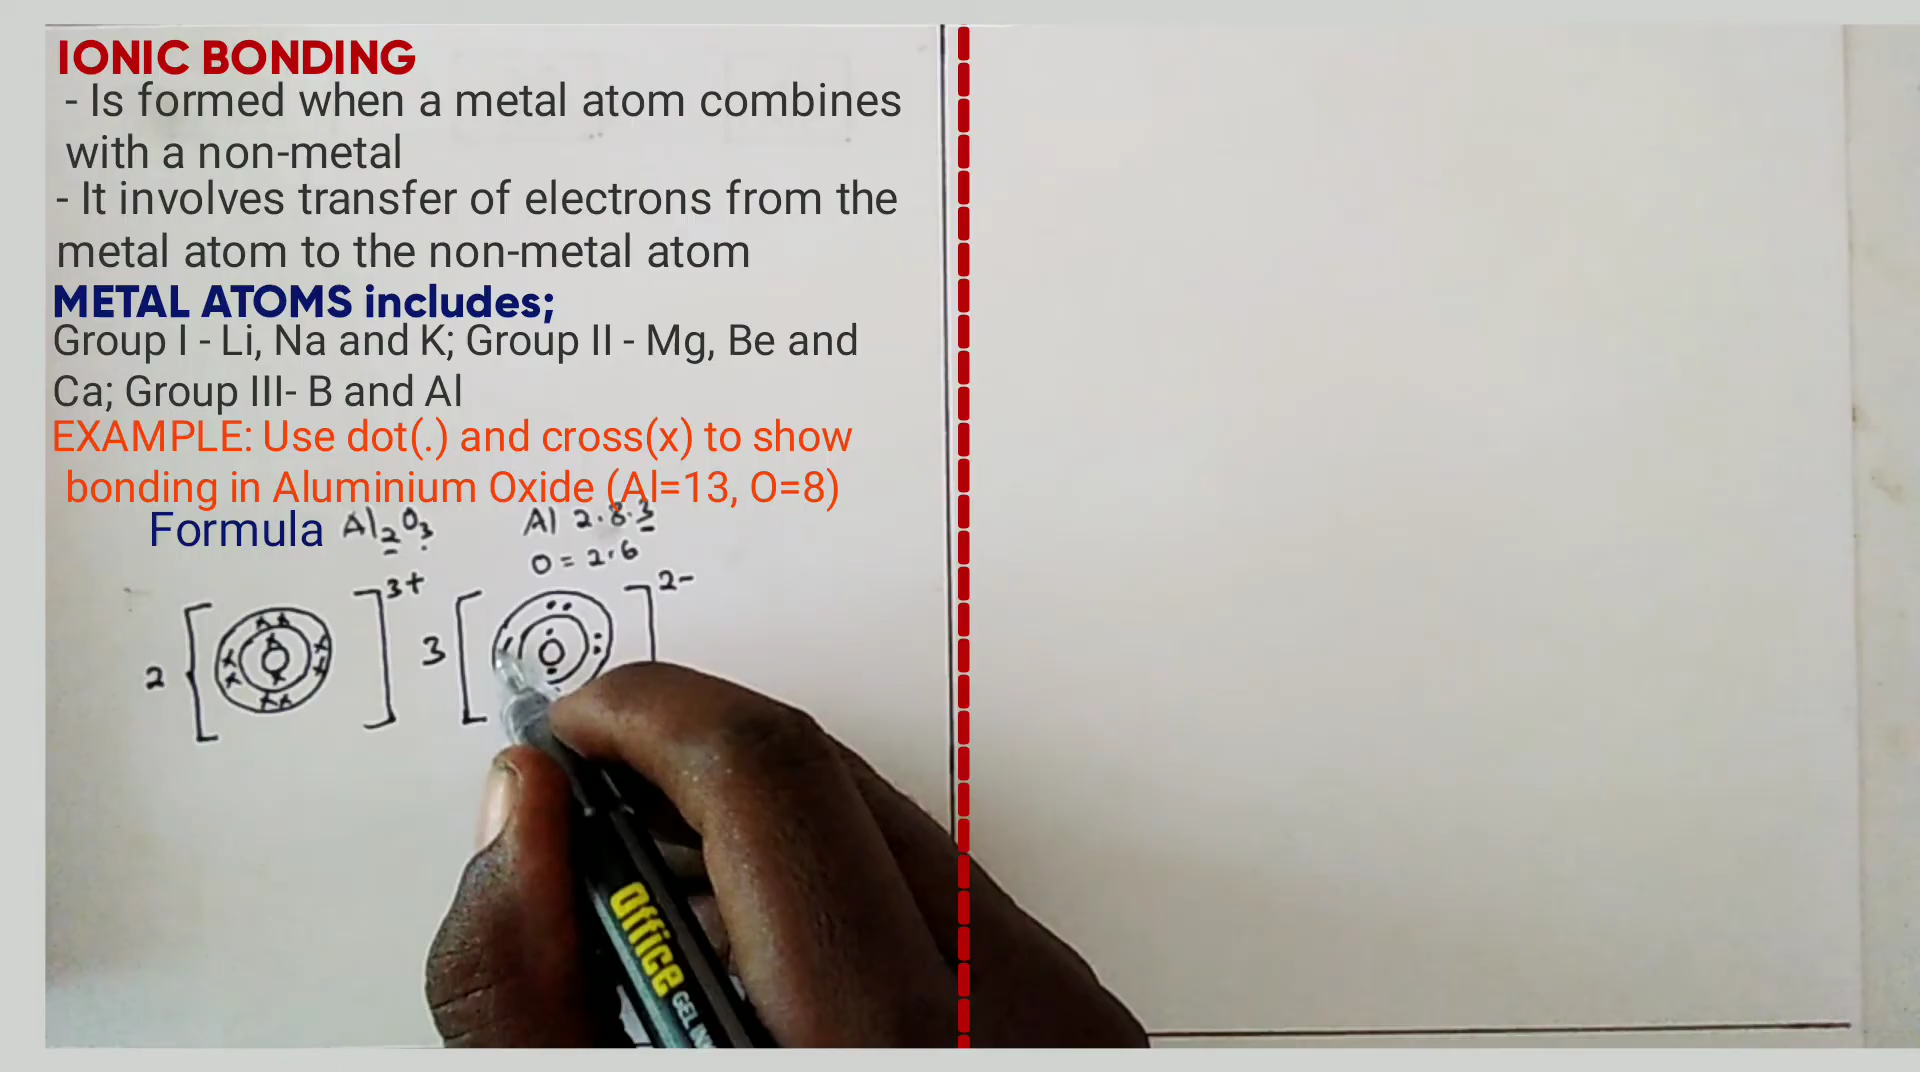 IONIC BONDING
- Is formed when a metal atom combines
with a non-metal
- It involves transfer of electrons from the
metal atom to the non-metal atom
METAL ATOMS includes;
Group I - Li, Na and K; Group II - Mg, Be and
Ca; Group III- B and Al
EXAMPLE: Use dot(.) and cross(x) to show
bonding in Aluminium Oxide (Al=13, O=8)
Formula Al₂O₃ Al 2.8.3
O = 2.6
2 [ x x x x x x x x x x ]³⁺ 3 [ ]²⁻
Office
GEL